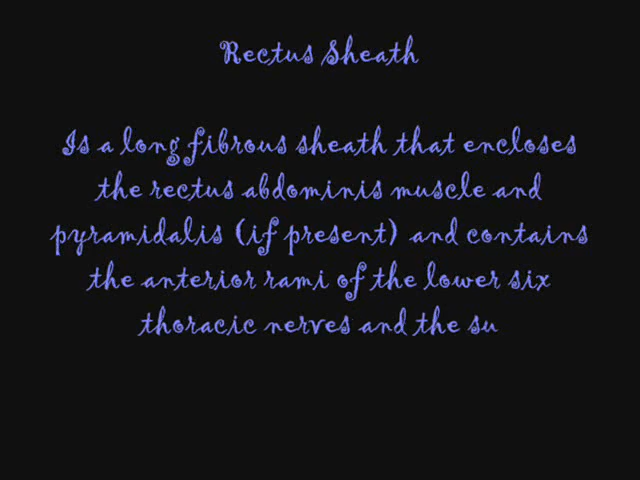 Rectus Sheath
Is a long fibrous sheath that encloses
the rectus abdominis muscle and
pyramidalis (if present) and contains
the anterior rami of the lower six
thoracic nerves and the su